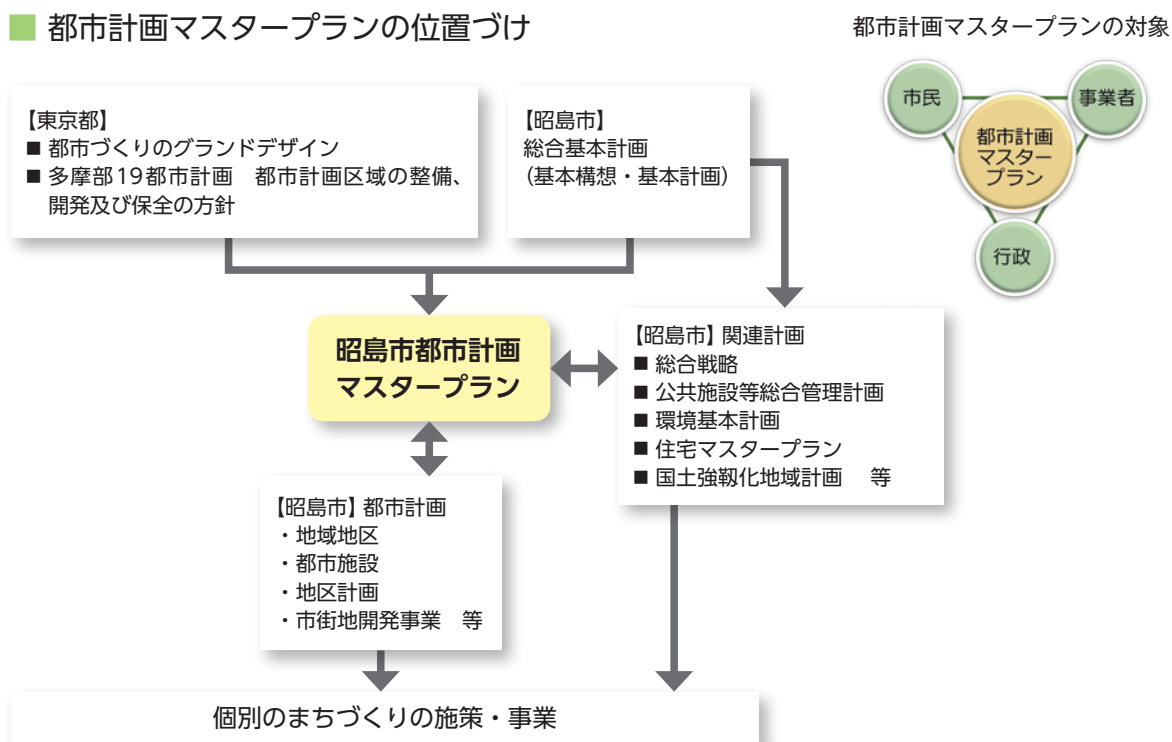 ■ 都市計画マスタープランの位置づけ
都市計画マスタープランの対象
市民
事業者
都市計画
マスター
プラン
行政
【東京都】
■ 都市づくりのグランドデザイン
■ 多摩部19都市計画　都市計画区域の整備、
開発及び保全の方針
【昭島市】
総合基本計画
(基本構想・基本計画)
昭島市都市計画
マスタープラン
【昭島市】関連計画
■ 総合戦略
■ 公共施設等総合管理計画
■ 環境基本計画
■ 住宅マスタープラン
■ 国土強靱化地域計画　等
【昭島市】都市計画
・地域地区
・都市施設
・地区計画
・市街地開発事業　等
個別のまちづくりの施策・事業